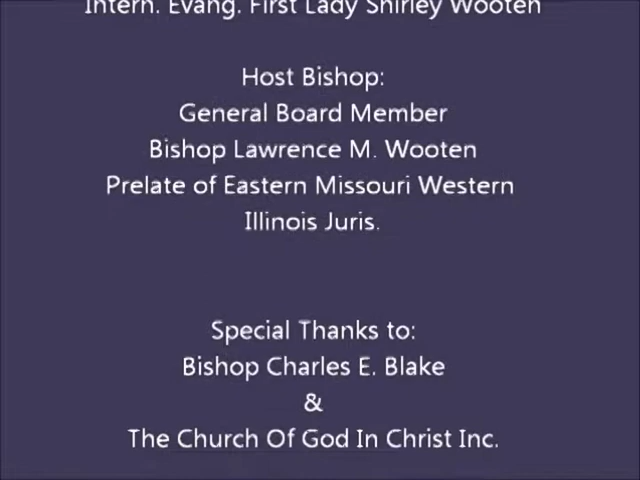 Intern. Evang. First Lady Shirley Wooten
Host Bishop:
General Board Member
Bishop Lawrence M. Wooten
Prelate of Eastern Missouri Western
Illinois Juris.
Special Thanks to:
Bishop Charles E. Blake
&
The Church Of God In Christ Inc.